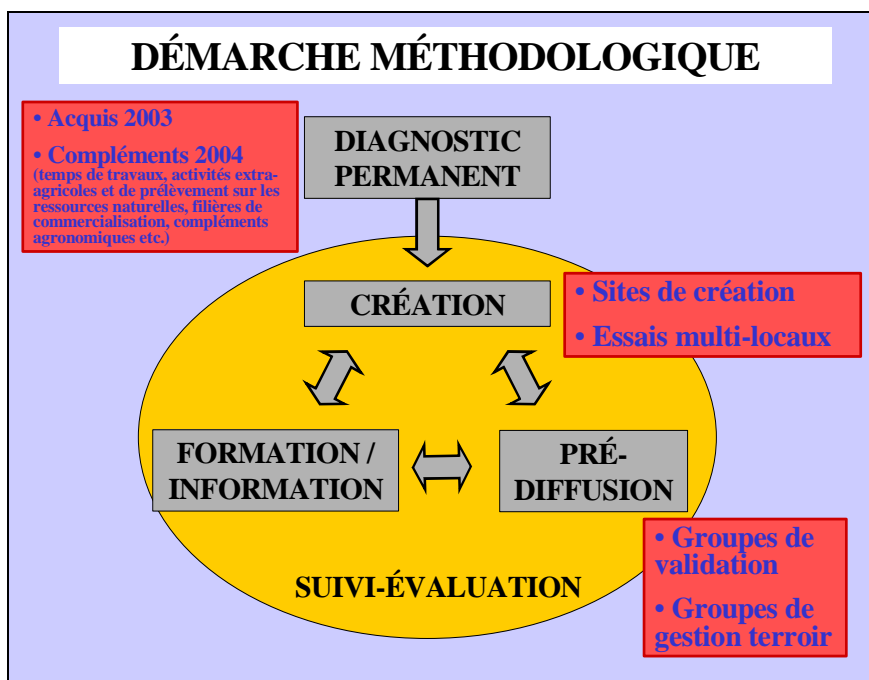 DÉMARCHE MÉTHODOLOGIQUE
• Acquis 2003
• Compléments 2004
(temps de travaux, activités extra-
agricoles et de prélèvement sur les
ressources naturelles, filières de
commercialisation, compléments
agronomiques etc.)
DIAGNOSTIC
PERMANENT
CRÉATION
• Sites de création
• Essais multi-locaux
FORMATION /
INFORMATION
PRÉ-
DIFFUSION
• Groupes de
validation
• Groupes de
gestion terroir
SUIVI-ÉVALUATION